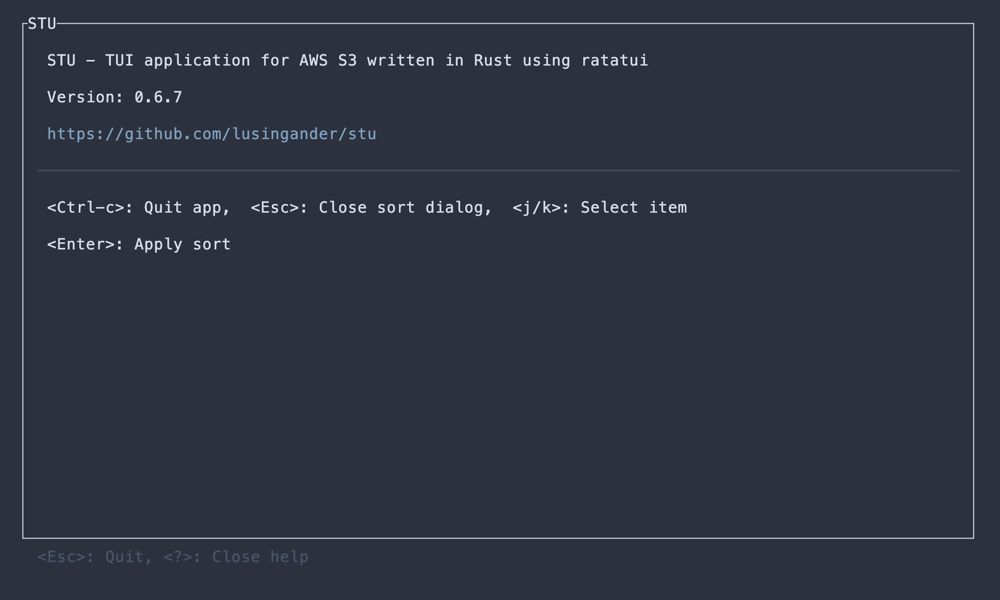 STU
STU - TUI application for AWS S3 written in Rust using ratatui
Version: 0.6.7
https://github.com/lusingander/stu
<Ctrl-c>: Quit app,  <Esc>: Close sort dialog,  <j/k>: Select item
<Enter>: Apply sort
<Esc>: Quit, <?>: Close help